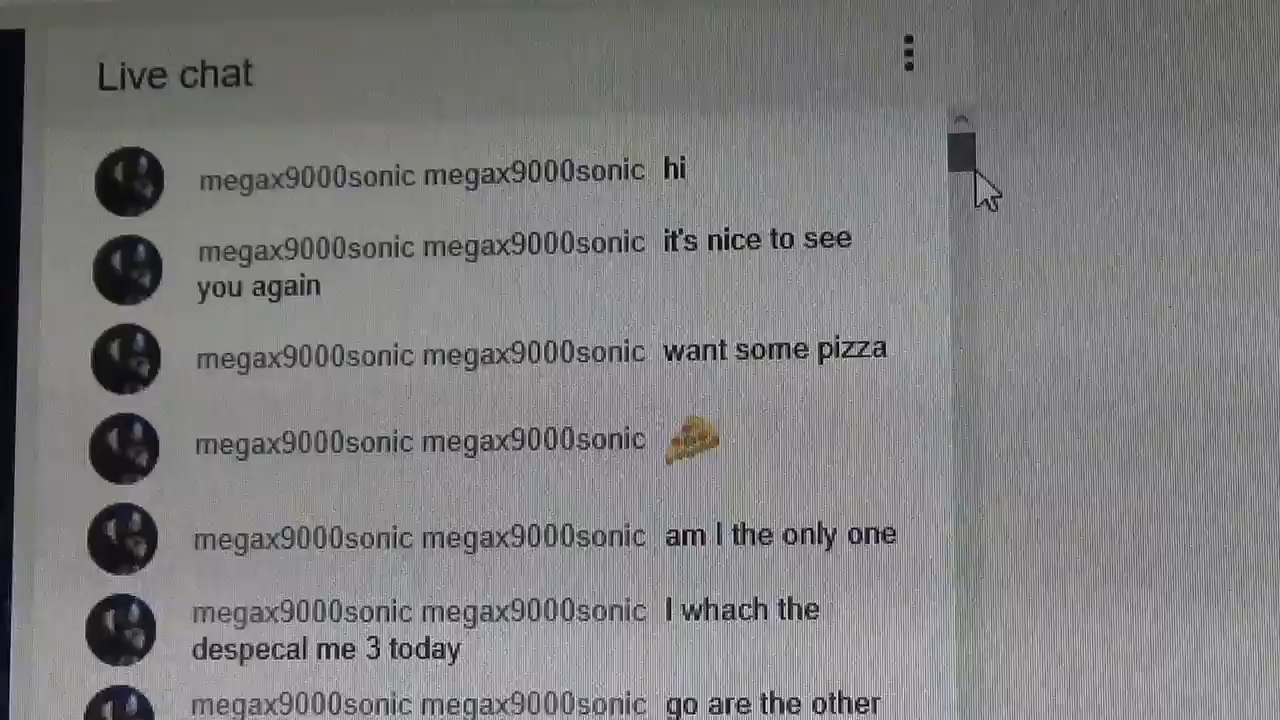 Live chat
megax9000sonic megax9000sonic hi
megax9000sonic megax9000sonic it's nice to see
you again
megax9000sonic megax9000sonic want some pizza
megax9000sonic megax9000sonic
megax9000sonic megax9000sonic am I the only one
megax9000sonic megax9000sonic I whach the
despecal me 3 today
megax9000sonic megax9000sonic go are the other